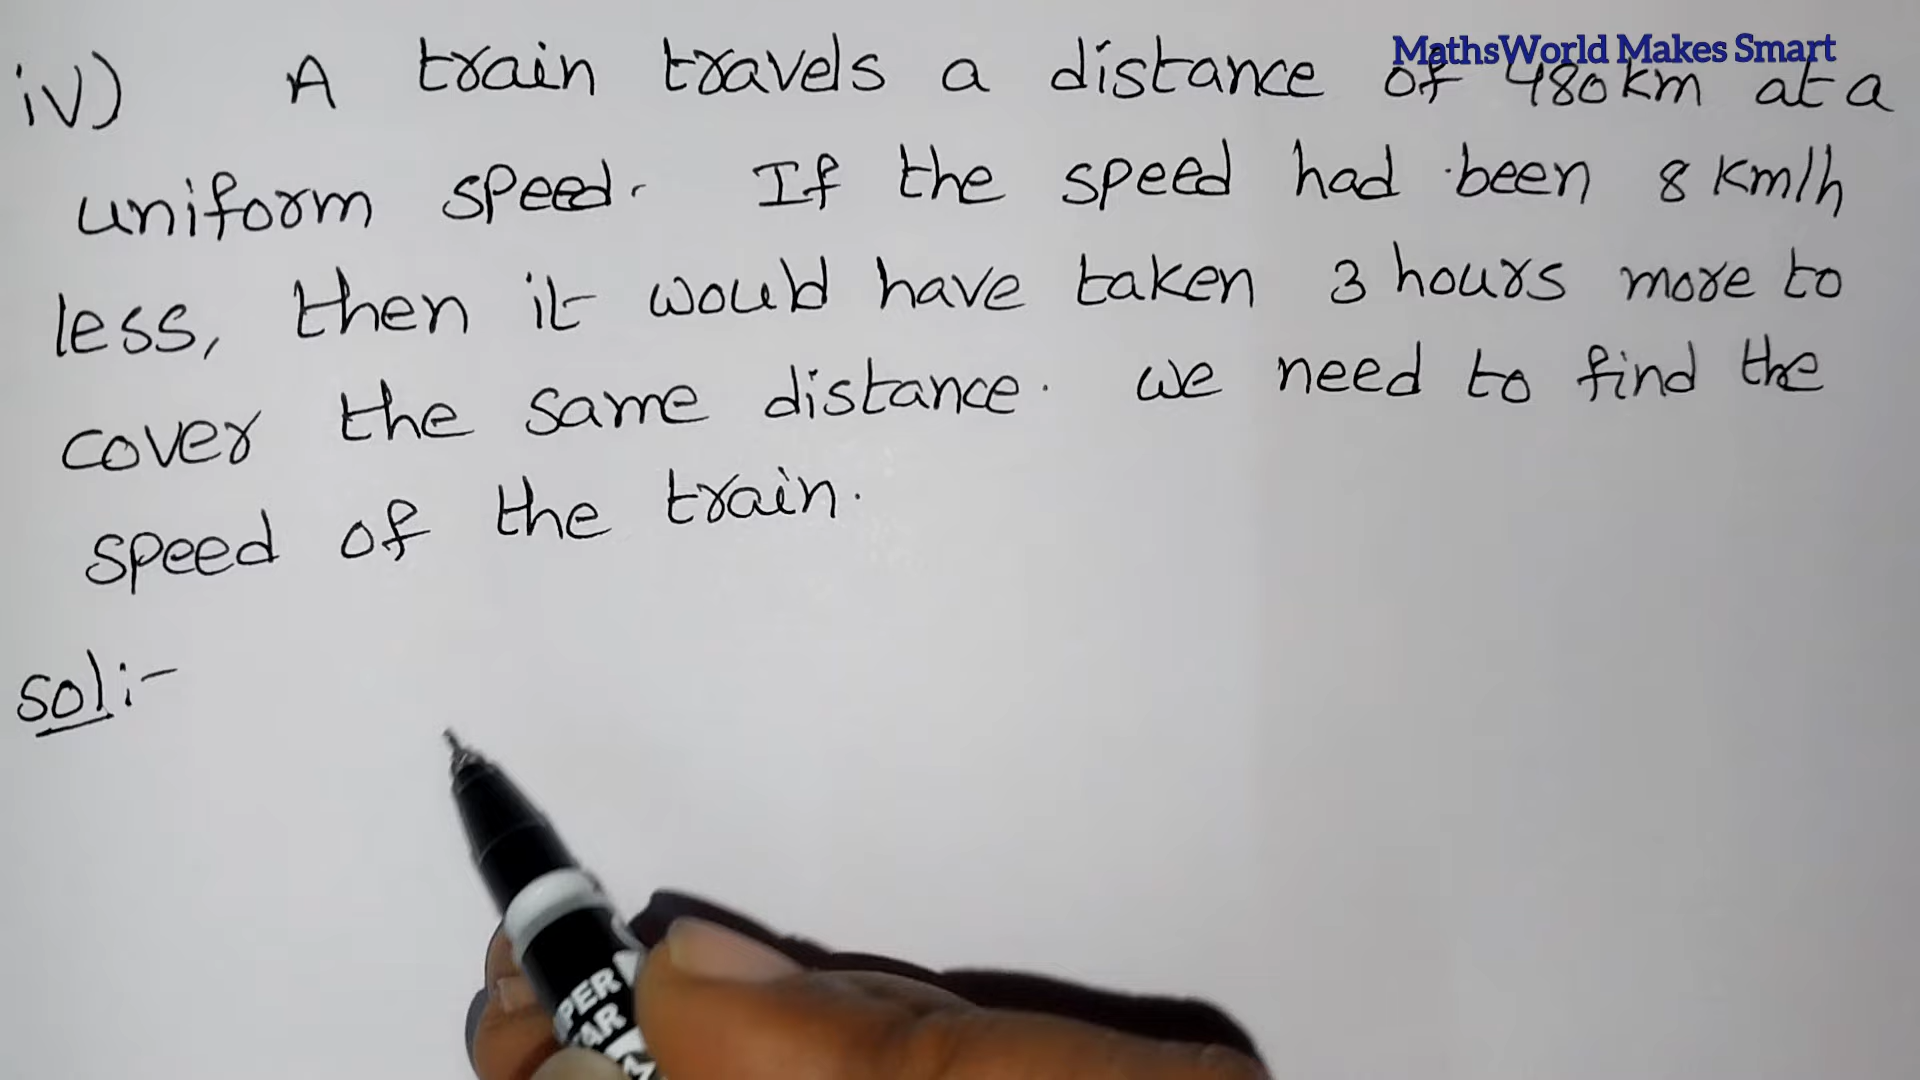 MathsWorld Makes Smart
iv) A train travels a distance of 480 km at a
uniform speed. If the speed had been 8 km/h
less, then it would have taken 3 hours more to
cover the same distance. we need to find the
speed of the train.
sol:-